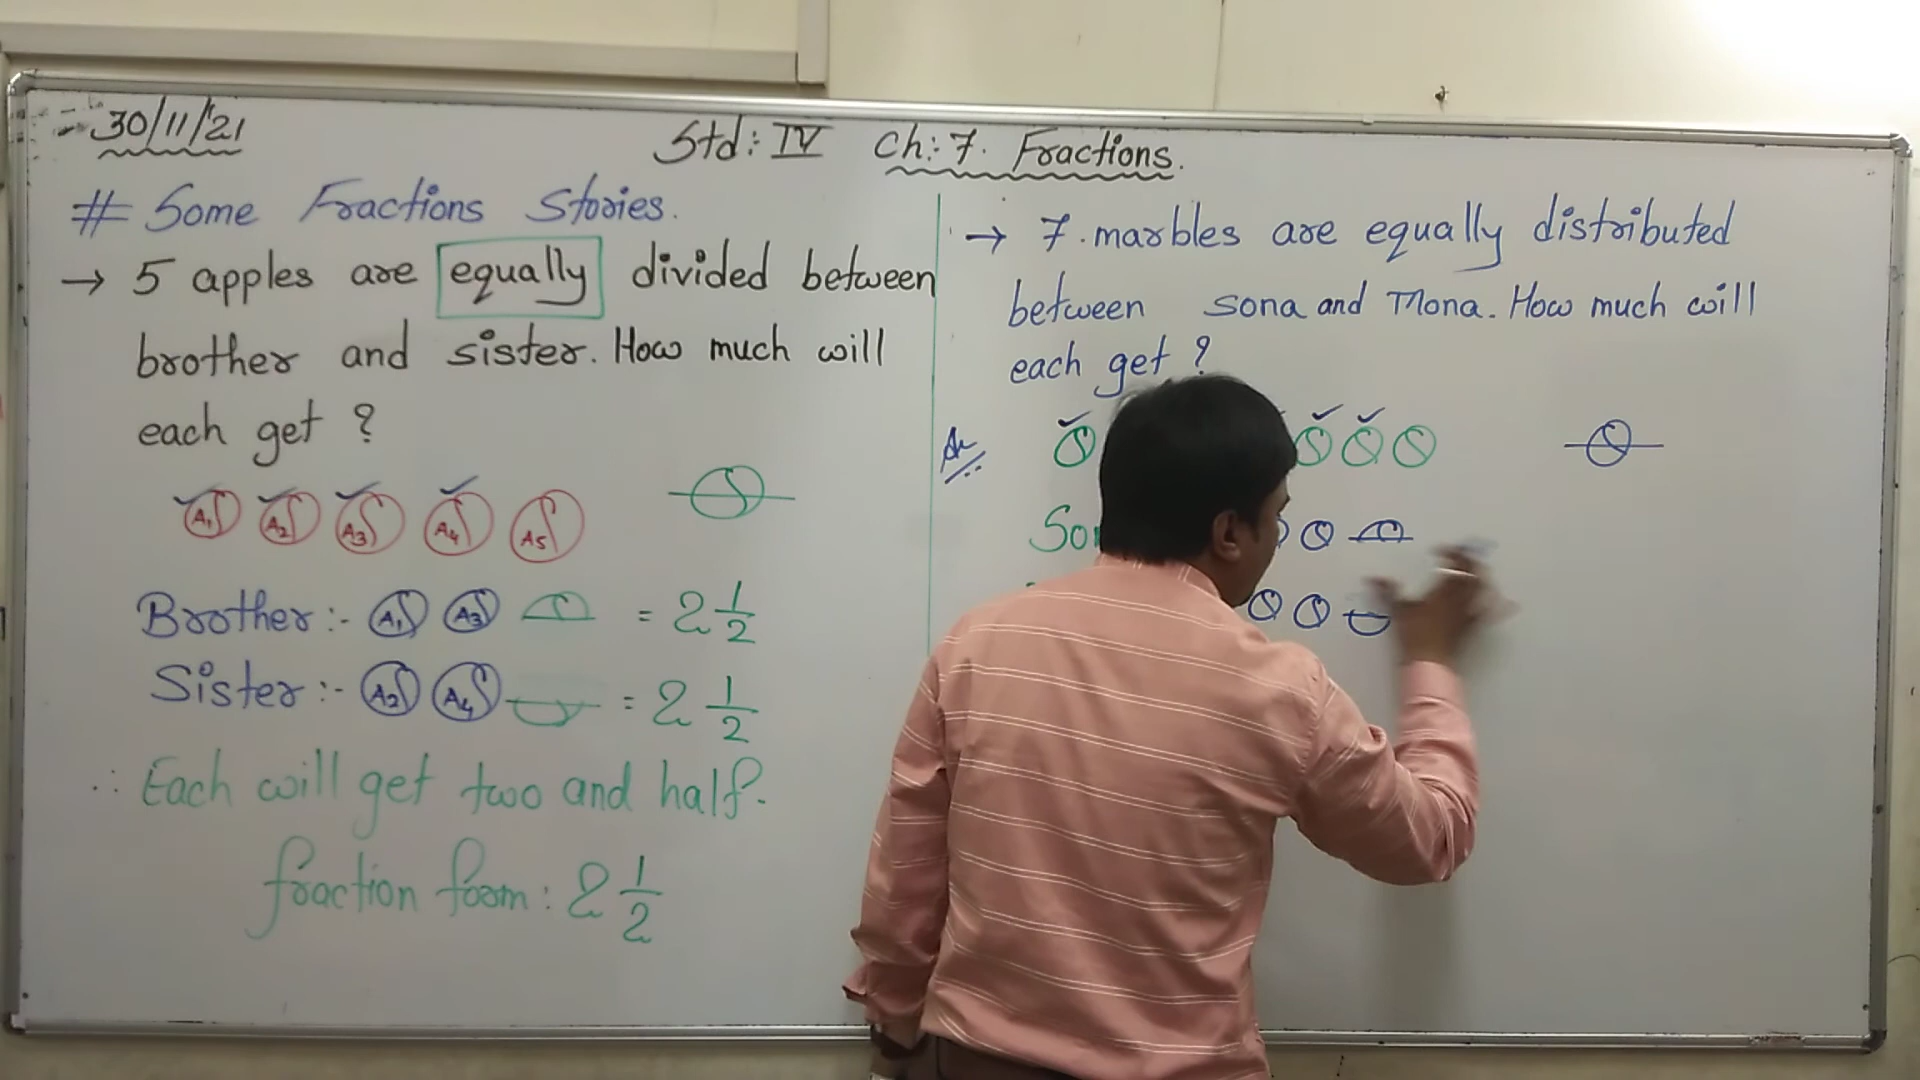 30/11/21
Std: IV Ch: 7. Fractions.
# Some Fractions Stories.
→ 5 apples are equally divided between
brother and sister. How much will
each get ?
A1 A2 A3 A4 A5
Brother :- A1 A3 = 2 1/2
Sister :- A2 A4 = 2 1/2
∴ Each will get two and half.
fraction form : 2 1/2
→ 7 marbles are equally distributed
between Sona and Mona. How much will
each get ?